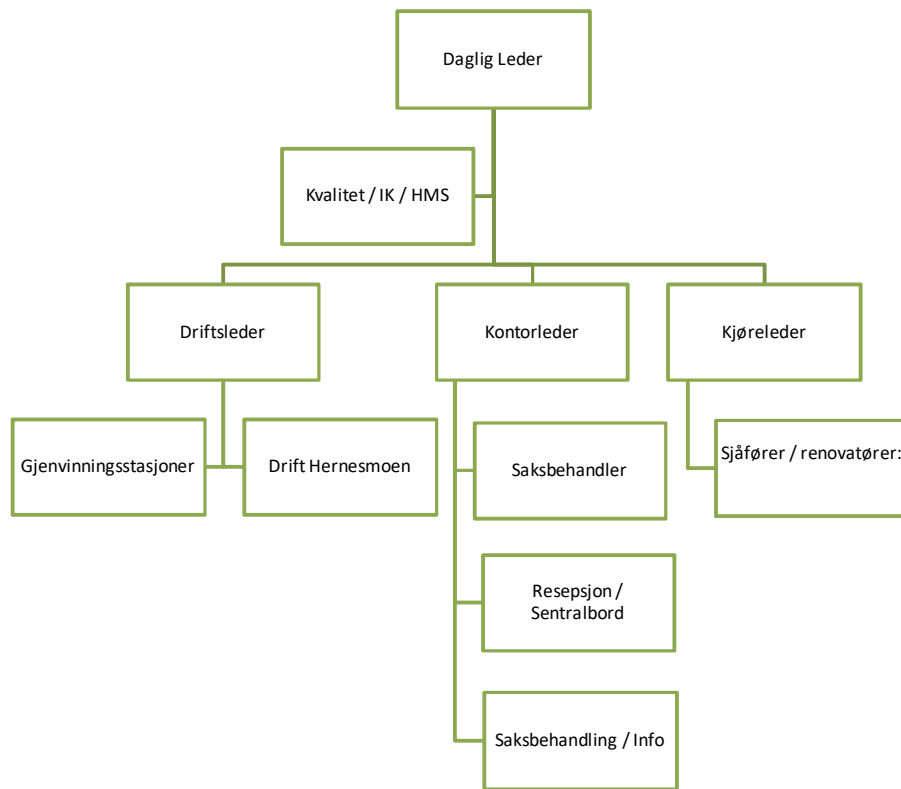 Daglig Leder
Kvalitet / IK / HMS
Driftsleder
Kontorleder
Kjøreleder
Gjenvinningsstasjoner
Drift Hernesmoen
Saksbehandler
Sjåfører / renovatører:
Resepsjon /
Sentralbord
Saksbehandling / Info